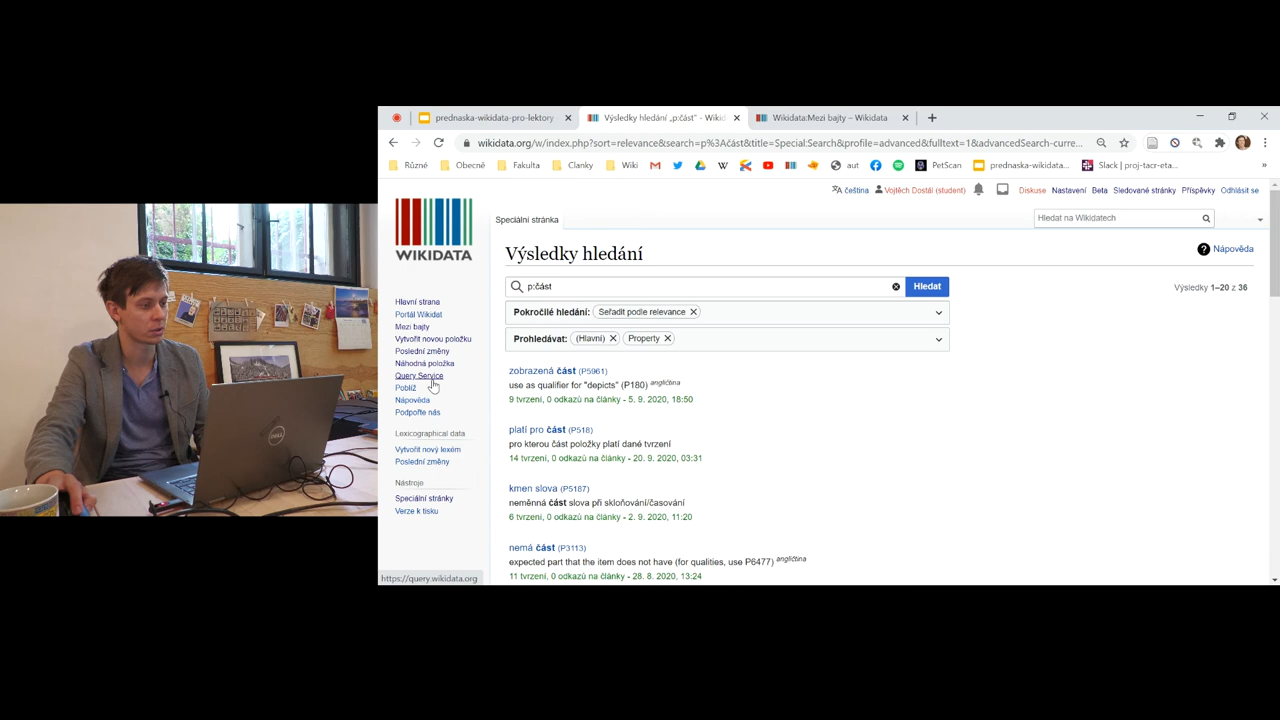 prednaska-wikidata-pro-lektory
Výsledky hledání „p:část" - Wikid
Wikidata:Mezi bajty – Wikidata
wikidata.org/w/index.php?sort=relevance&search=p%3Ačást&title=Special:Search&profile=advanced&fulltext=1&advancedSearch-curre...
Různé
Obecně
Fakulta
Clanky
Wiki
aut
PetScan
prednaska-wikidata...
Slack | proj-tacr-eta...
čeština
Vojtěch Dostál (student)
Diskuse
Nastavení
Beta
Sledované stránky
Příspěvky
Odhlásit se
WIKIDATA
Speciální stránka
Hledat na Wikidatech
Výsledky hledání
Nápověda
p:část
Hledat
Výsledky 1–20 z 36
Pokročilé hledání: Seřadit podle relevance
Prohledávat: (Hlavní) Property
Hlavní strana
Portál Wikidat
Mezi bajty
Vytvořit novou položku
Poslední změny
Náhodná položka
Query Service
Poblíž
Nápověda
Podpořte nás
Lexicographical data
Vytvořit nový lexém
Poslední změny
Nástroje
Speciální stránky
Verze k tisku
zobrazená část (P5961)
use as qualifier for "depicts" (P180) angličtina
9 tvrzení, 0 odkazů na články - 5. 9. 2020, 18:50
platí pro část (P518)
pro kterou část položky platí dané tvrzení
14 tvrzení, 0 odkazů na články - 20. 9. 2020, 03:31
kmen slova (P5187)
neměnná část slova při skloňování/časování
6 tvrzení, 0 odkazů na články - 2. 9. 2020, 11:20
nemá část (P3113)
expected part that the item does not have (for qualities, use P6477) angličtina
11 tvrzení, 0 odkazů na články - 28. 8. 2020, 13:24
https://query.wikidata.org
DELL